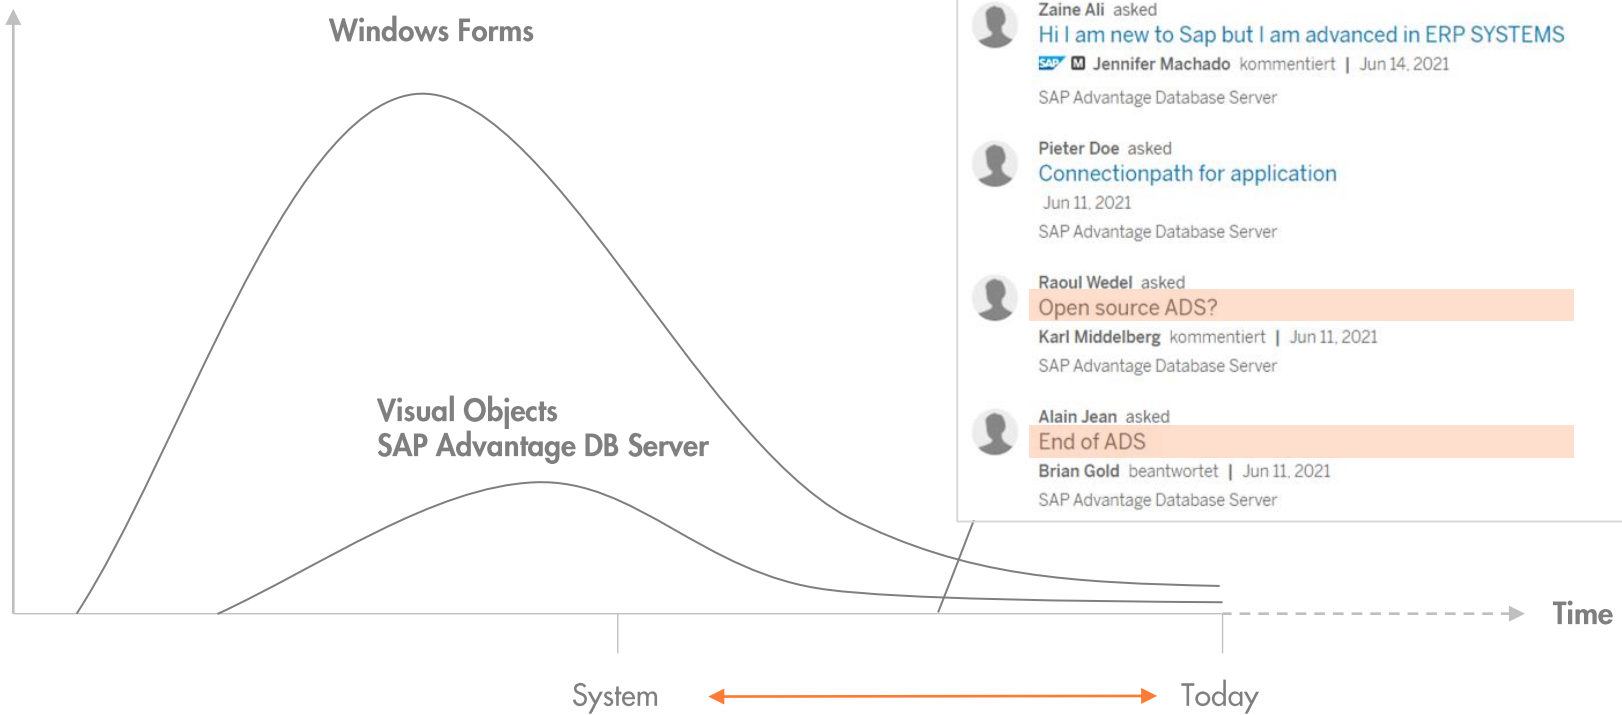 Windows Forms
Visual Objects
SAP Advantage DB Server
Zaine Ali asked
Hi I am new to Sap but I am advanced in ERP SYSTEMS
SAP M Jennifer Machado kommentiert | Jun 14, 2021
SAP Advantage Database Server
Pieter Doe asked
Connectionpath for application
Jun 11, 2021
SAP Advantage Database Server
Raoul Wedel asked
Open source ADS?
Karl Middelberg kommentiert | Jun 11, 2021
SAP Advantage Database Server
Alain Jean asked
End of ADS
Brian Gold beantwortet | Jun 11, 2021
SAP Advantage Database Server
Time
System
Today